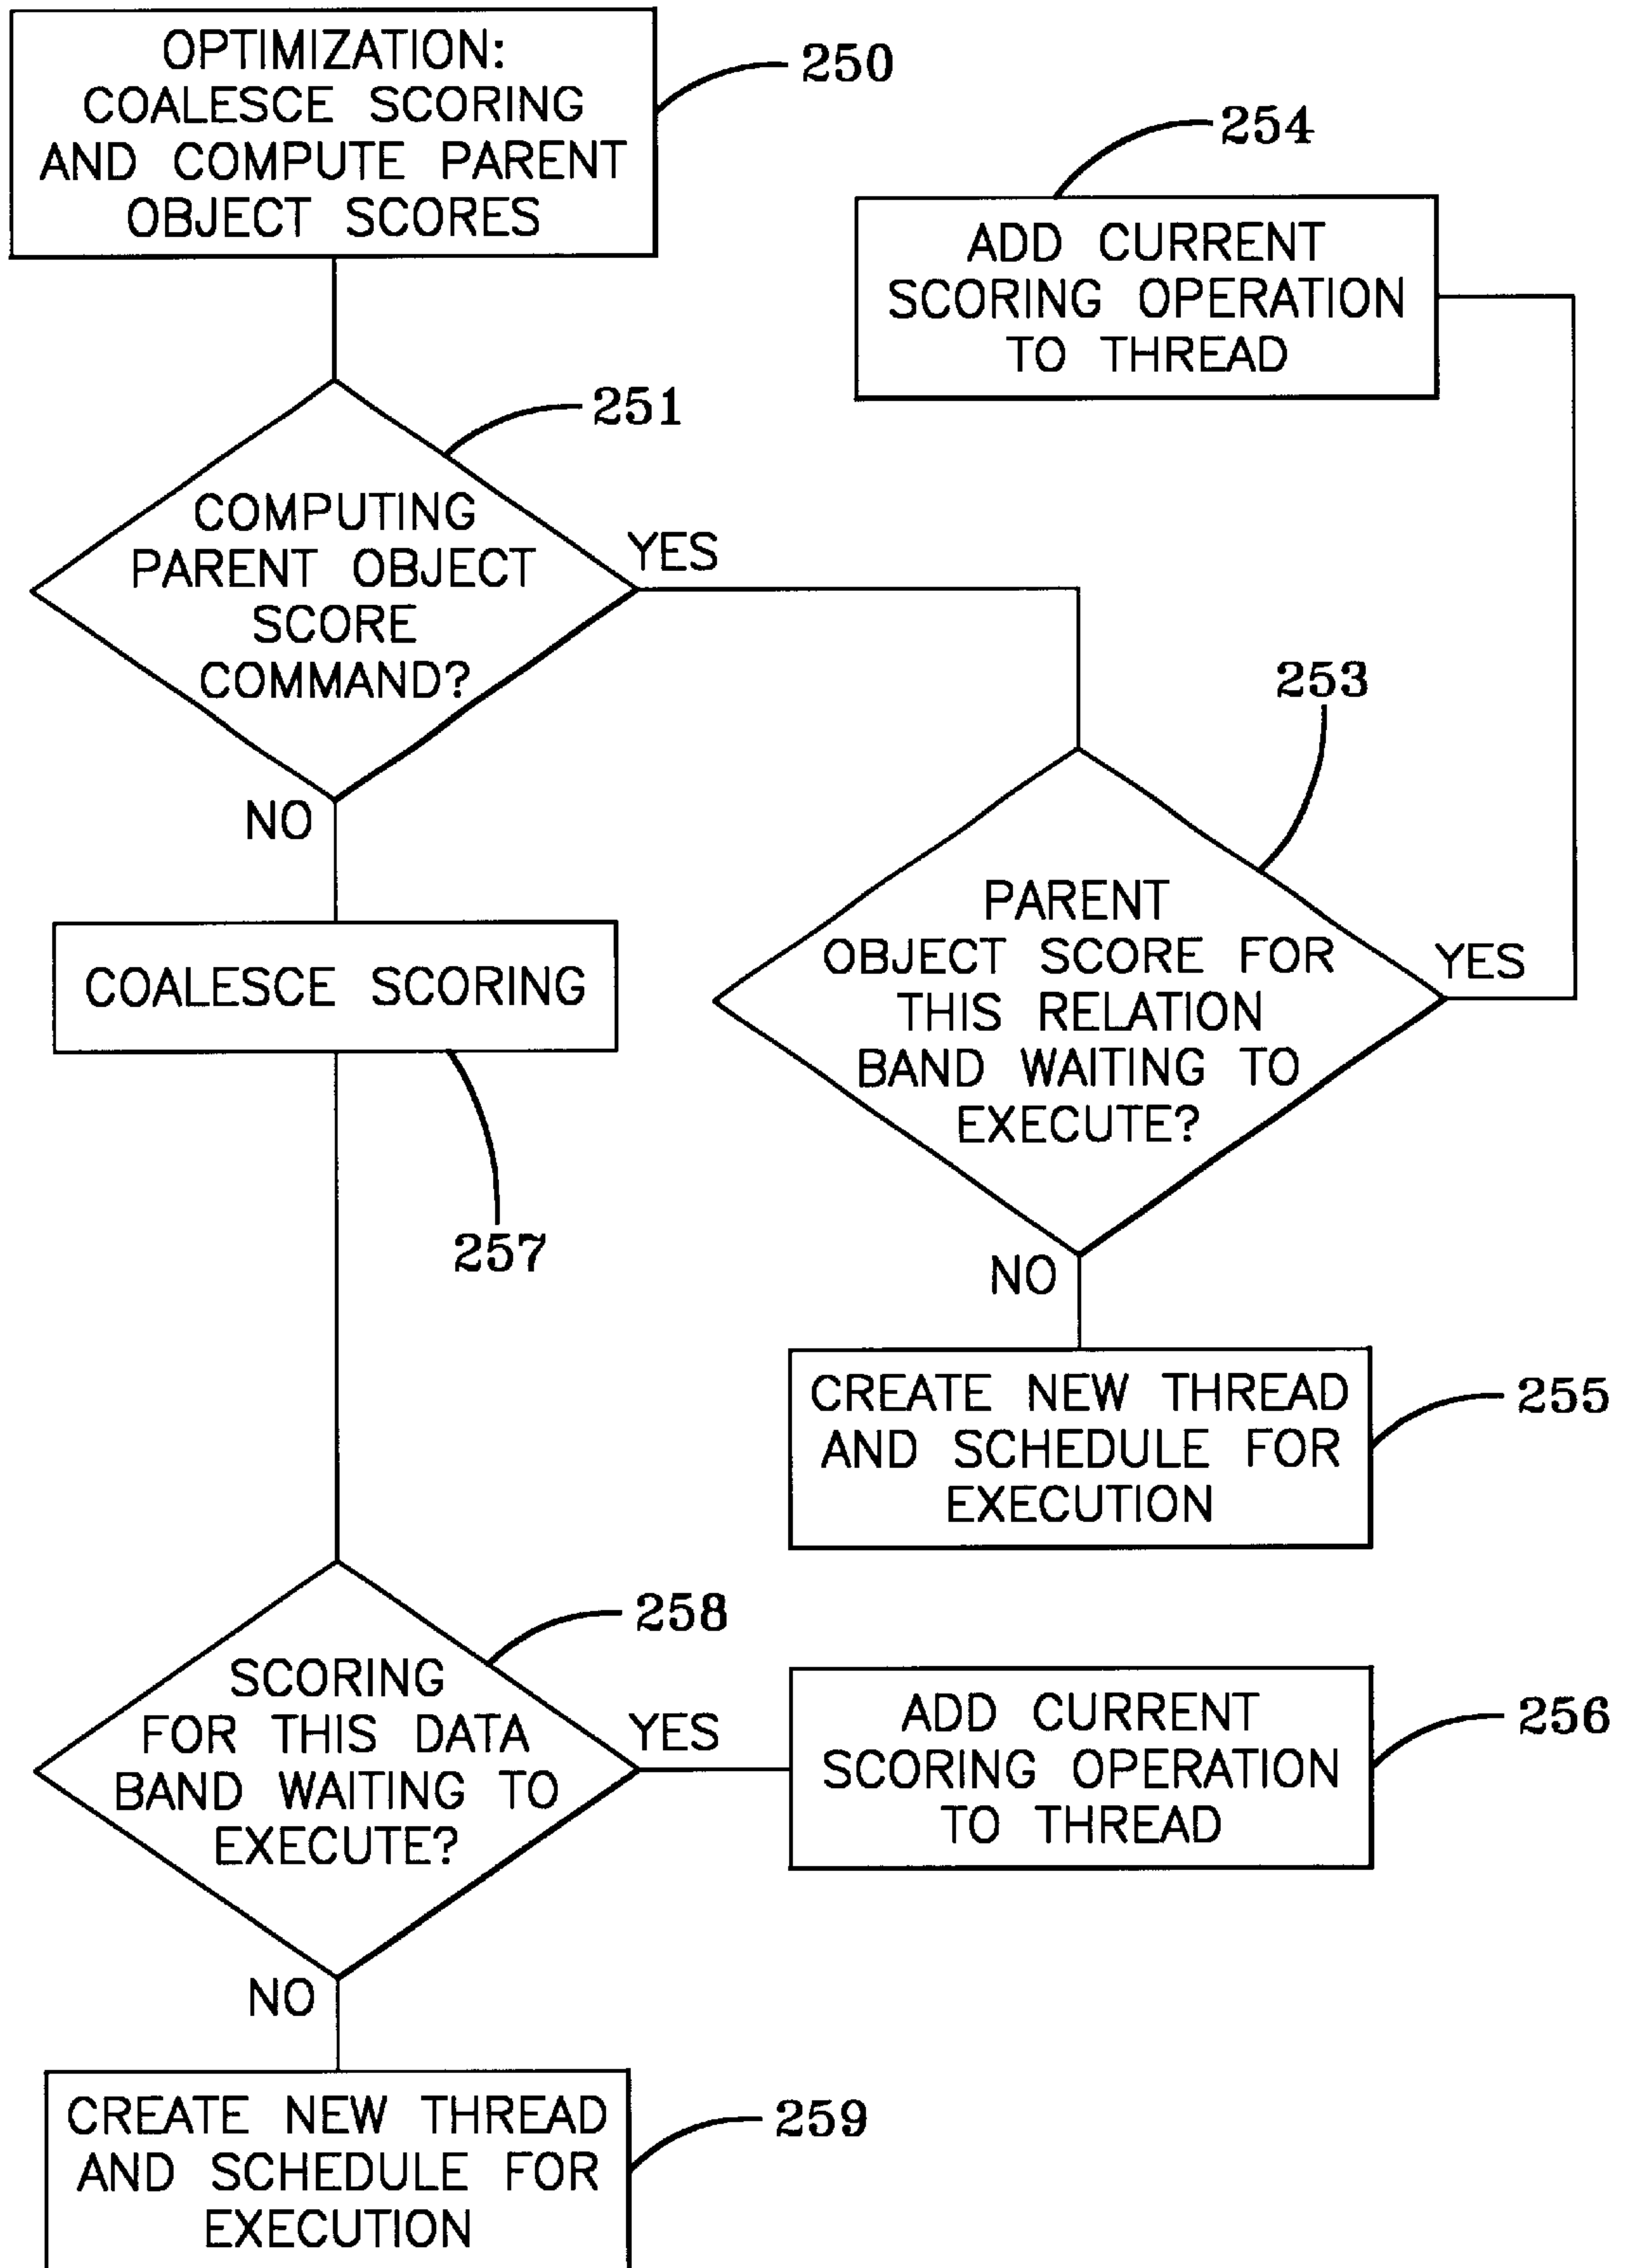 OPTIMIZATION:
COALESCE SCORING
AND COMPUTE PARENT
OBJECT SCORES
250
254
ADD CURRENT
SCORING OPERATION
TO THREAD
251
COMPUTING
PARENT OBJECT
SCORE
COMMAND?
YES
NO
253
PARENT
OBJECT SCORE FOR
THIS RELATION
BAND WAITING TO
EXECUTE?
YES
NO
COALESCE SCORING
257
CREATE NEW THREAD
AND SCHEDULE FOR
EXECUTION
255
258
SCORING
FOR THIS DATA
BAND WAITING TO
EXECUTE?
YES
NO
ADD CURRENT
SCORING OPERATION
TO THREAD
256
CREATE NEW THREAD
AND SCHEDULE FOR
EXECUTION
259